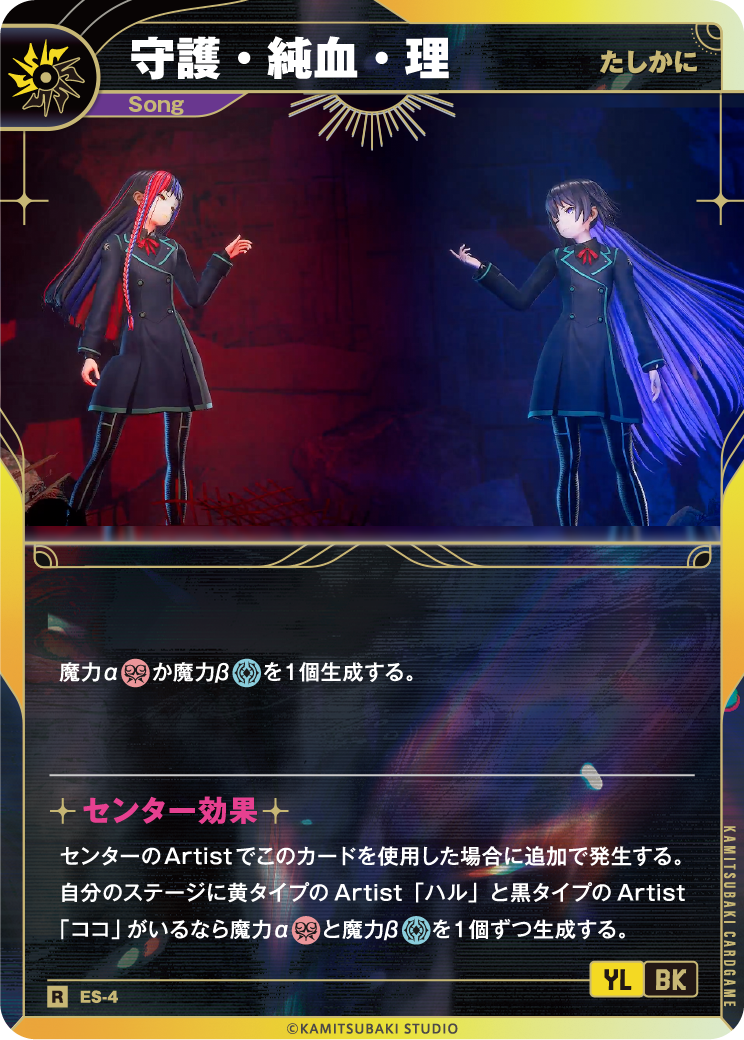 守護・純血・理
たしかに
Song
魔力αか魔力βを1個生成する。
センター効果
センターのArtistでこのカードを使用した場合に追加で発生する。
自分のステージに黄タイプのArtist「ハル」と黒タイプのArtist
「ココ」がいるなら魔力αと魔力βを1個ずつ生成する。
YL BK
R ES-4
KAMITSUBAKI CARDGAME
©KAMITSUBAKI STUDIO